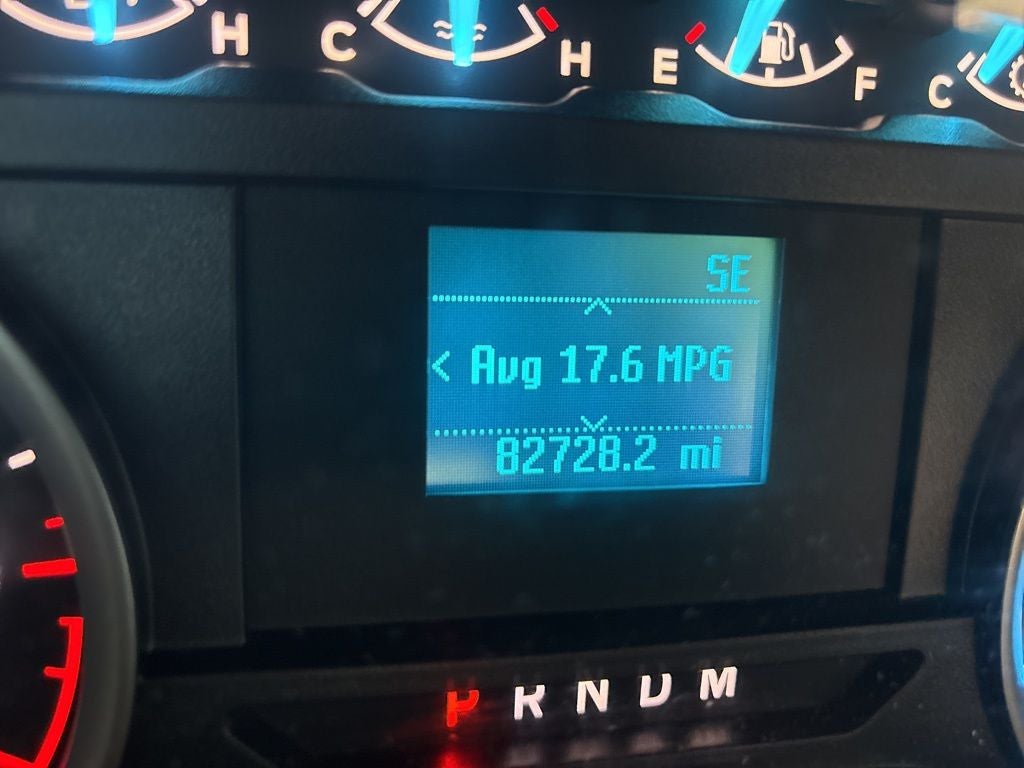 H C H E F C
SE
< Avg 17.6 MPG
82728.2 mi
P R N D M